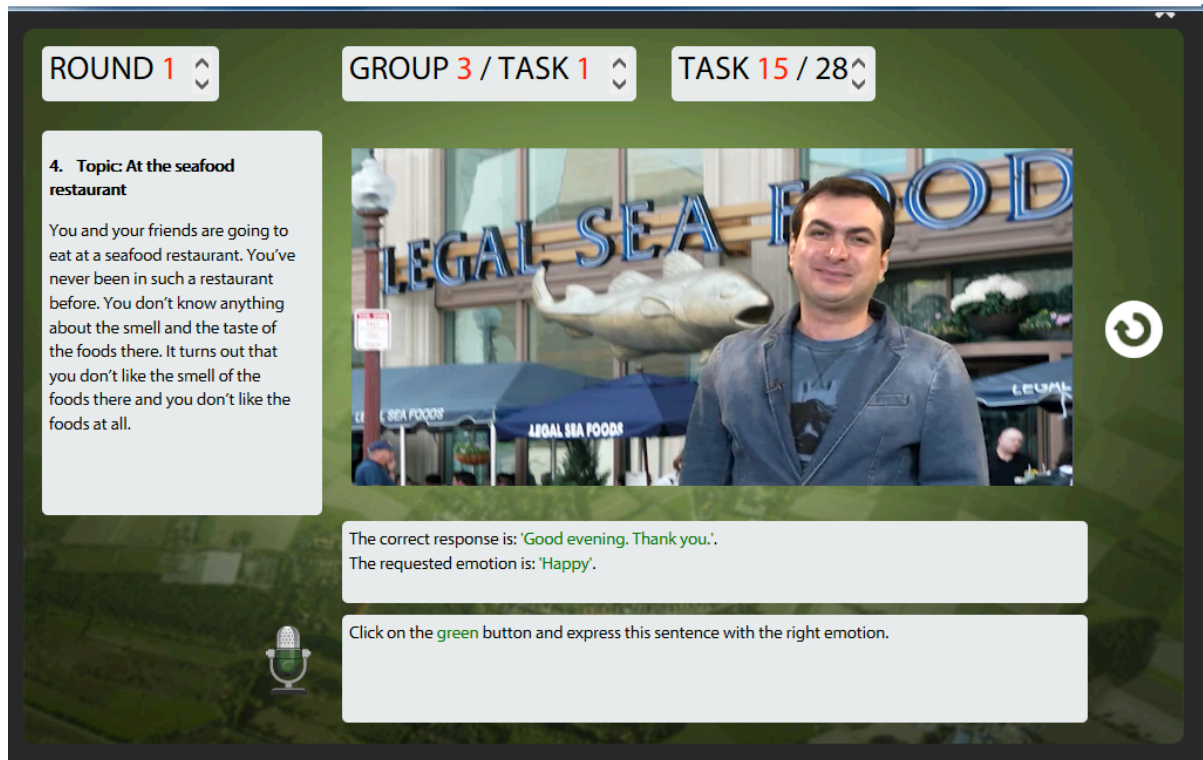 ROUND 1
GROUP 3 / TASK 1
TASK 15 / 28
4. Topic: At the seafood
restaurant
You and your friends are going to
eat at a seafood restaurant. You've
never been in such a restaurant
before. You don't know anything
about the smell and the taste of
the foods there. It turns out that
you don't like the smell of the
foods there and you don't like the
foods at all.
LEGAL SEA FOOD
LEGAL SEA FOODS
LEGAL SEA FOODS
LEGAL
The correct response is: 'Good evening. Thank you.'.
The requested emotion is: 'Happy'.
Click on the green button and express this sentence with the right emotion.